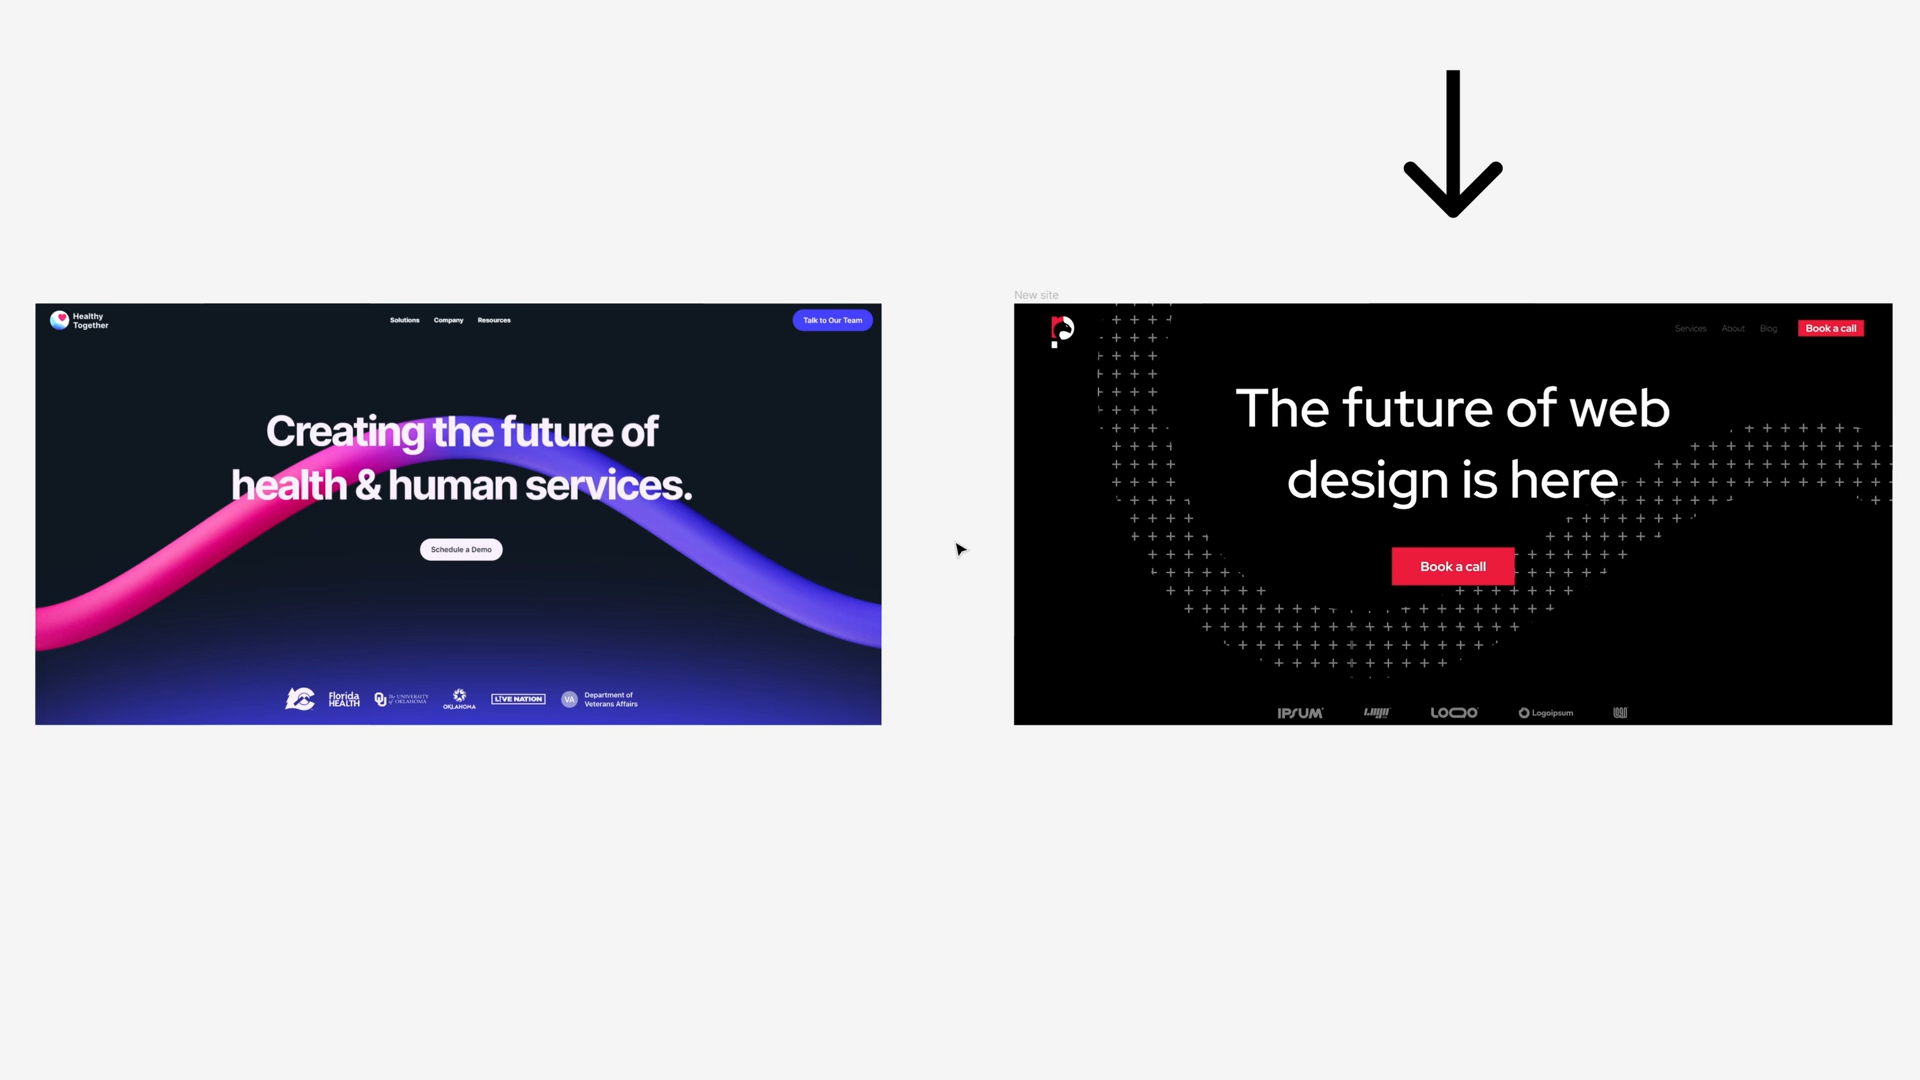 Healthy
Together
Solutions
Company
Resources
Talk to Our Team
Creating the future of
health & human services.
Schedule a Demo
Florida
HEALTH
The UNIVERSITY
of OKLAHOMA
OKLAHOMA
LIVE NATION
VA
Department of
Veterans Affairs
New site
Services
About
Blog
Book a call
The future of web
design is here
Book a call
IPSUM
LOGO
Logoipsum